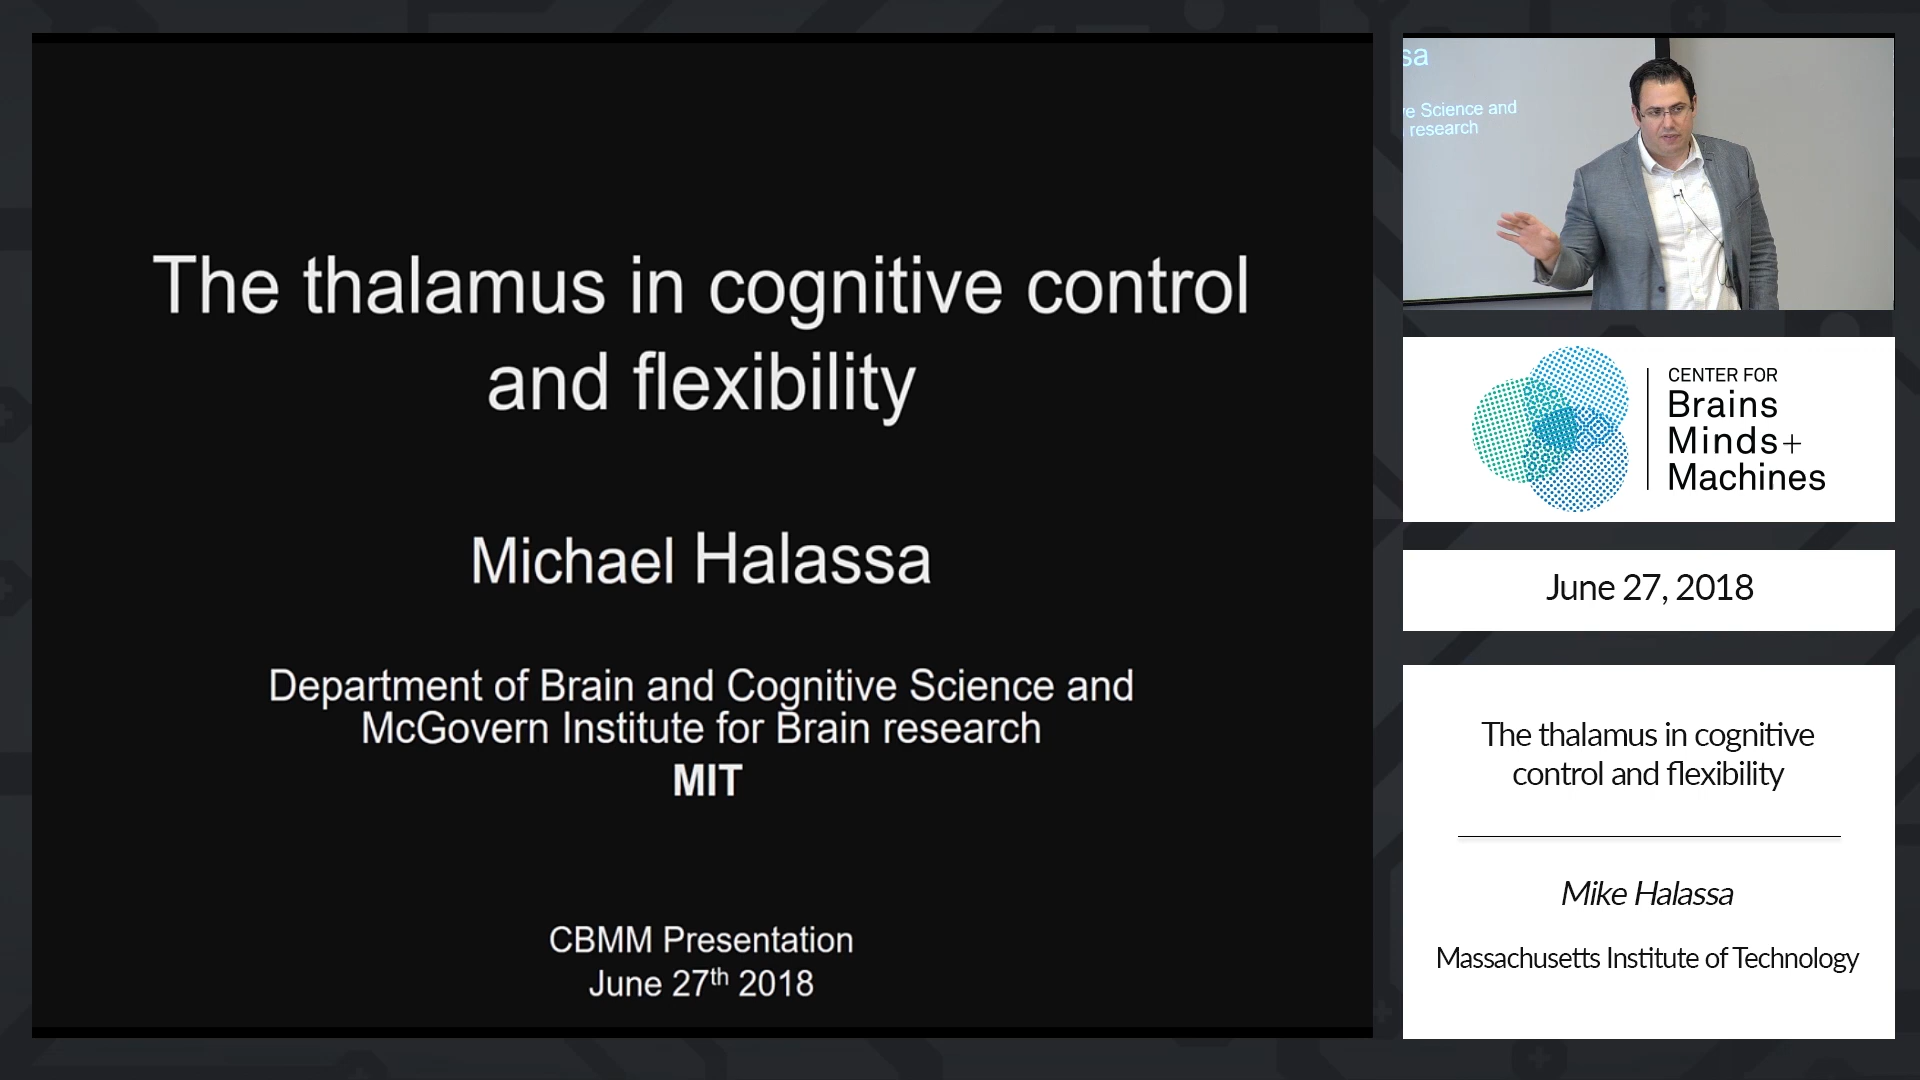 The thalamus in cognitive control
and flexibility
Michael Halassa
Department of Brain and Cognitive Science and
McGovern Institute for Brain research
MIT
CBMM Presentation
June 27th 2018
sa
e Science and
research
CENTER FOR
Brains
Minds+
Machines
June 27, 2018
The thalamus in cognitive
control and flexibility
Mike Halassa
Massachusetts Institute of Technology